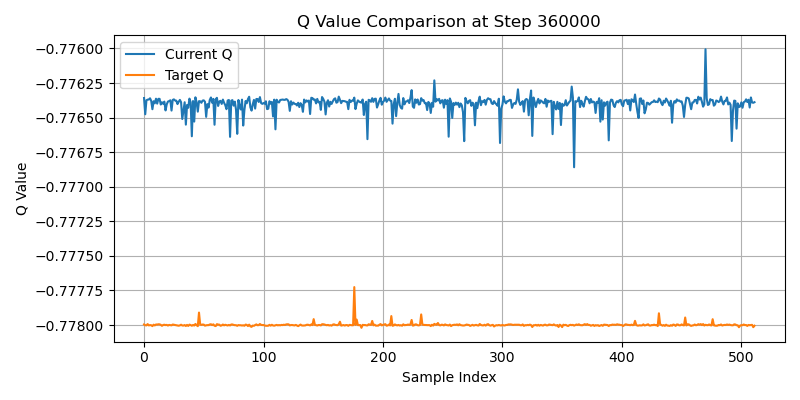 Q Value Comparison at Step 360000
Current Q
Target Q
−0.77600
−0.77625
−0.77650
−0.77675
−0.77700
−0.77725
−0.77750
−0.77775
−0.77800
Q Value
0 100 200 300 400 500
Sample Index